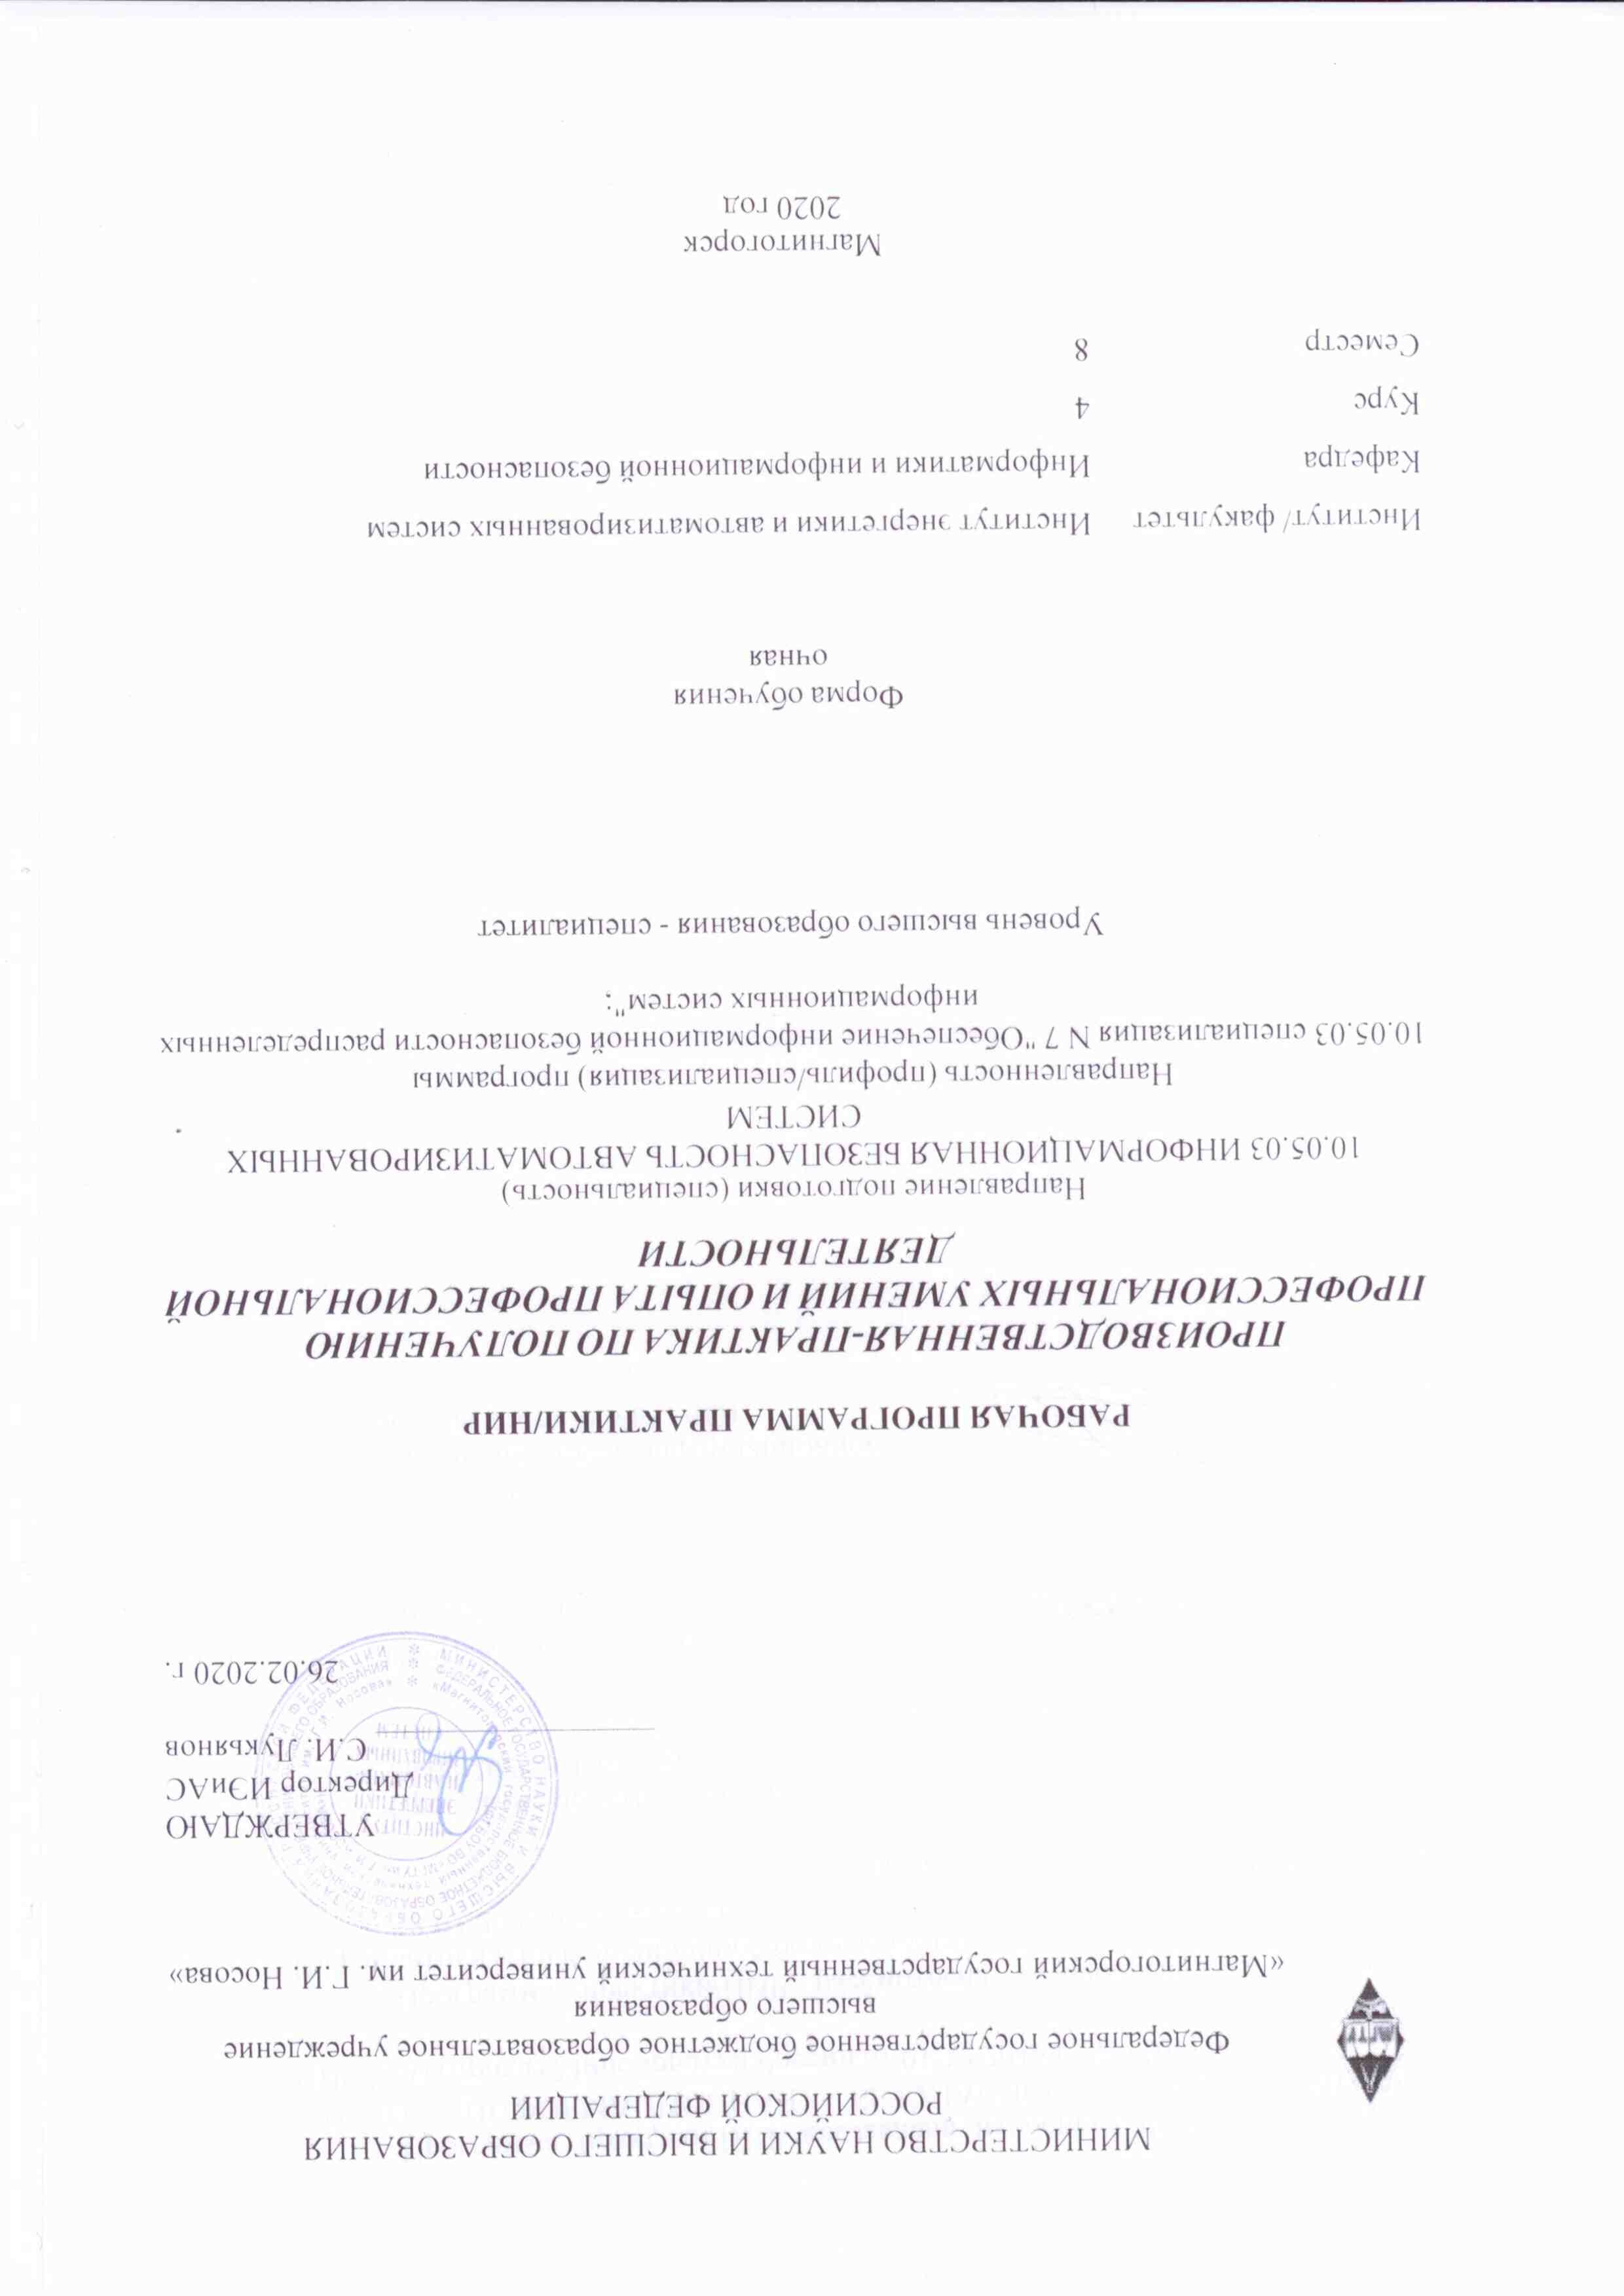 МИНИСТЕРСТВО НАУКИ И ВЫСШЕГО ОБРАЗОВАНИЯ
РОССИЙСКОЙ ФЕДЕРАЦИИ
Федеральное государственное бюджетное образовательное учреждение
высшего образования
«Магнитогорский государственный технический университет им. Г.И. Носова»
УТВЕРЖДАЮ
Директор ИЭиАС
С.И. Лукьянов
26.02.2020 г.
РАБОЧАЯ ПРОГРАММА ПРАКТИКИ/НИР
ПРОИЗВОДСТВЕННАЯ-ПРАКТИКА ПО ПОЛУЧЕНИЮ
ПРОФЕССИОНАЛЬНЫХ УМЕНИЙ И ОПЫТА ПРОФЕССИОНАЛЬНОЙ
ДЕЯТЕЛЬНОСТИ
Направление подготовки (специальность)
10.05.03 ИНФОРМАЦИОННАЯ БЕЗОПАСНОСТЬ АВТОМАТИЗИРОВАННЫХ
СИСТЕМ
Направленность (профиль/специализация) программы
10.05.03 специализация N 7 "Обеспечение информационной безопасности распределенных
информационных систем";
Уровень высшего образования - специалитет
Форма обучения
очная
Институт/ факультет Институт энергетики и автоматизированных систем
Кафедра Информатики и информационной безопасности
Курс 4
Семестр 8
Магнитогорск
2020 год